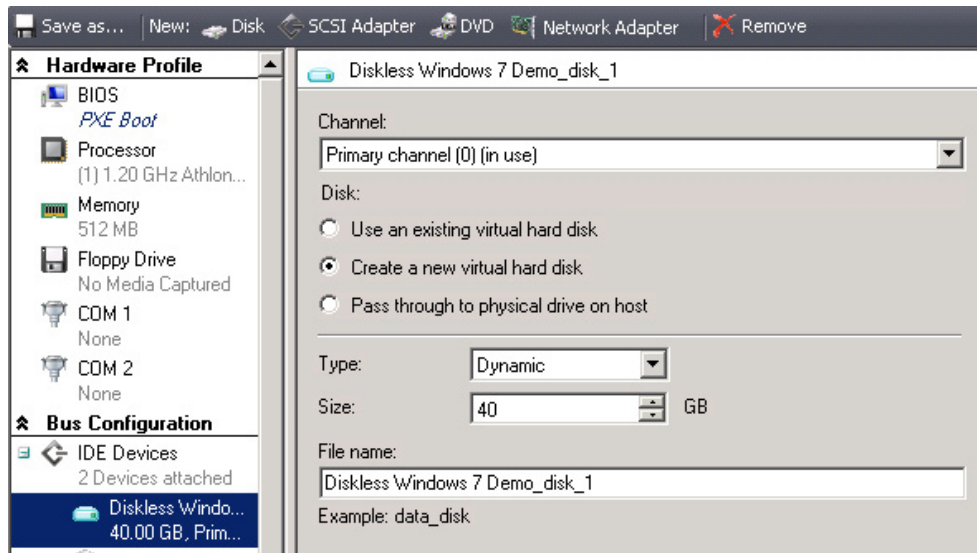 Save as... New: Disk SCSI Adapter DVD Network Adapter Remove
Hardware Profile
BIOS
PXE Boot
Processor
(1) 1.20 GHz Athlon...
Memory
512 MB
Floppy Drive
No Media Captured
COM 1
None
COM 2
None
Bus Configuration
IDE Devices
2 Devices attached
Diskless Windo...
40.00 GB, Prim...
Diskless Windows 7 Demo_disk_1
Channel:
Primary channel (0) (in use)
Disk:
Use an existing virtual hard disk
Create a new virtual hard disk
Pass through to physical drive on host
Type: Dynamic
Size: 40 GB
File name:
Diskless Windows 7 Demo_disk_1
Example: data_disk